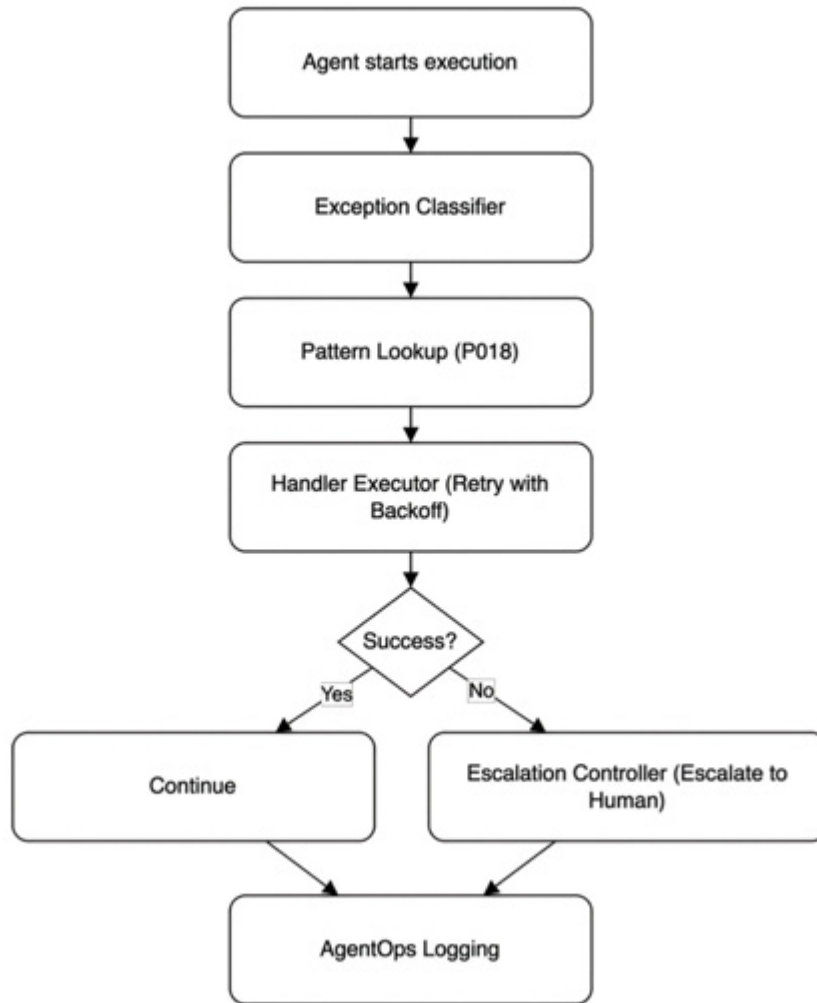 Agent starts execution
Exception Classifier
Pattern Lookup (P018)
Handler Executor (Retry with
Backoff)
Success?
Yes
No
Continue
Escalation Controller (Escalate to
Human)
AgentOps Logging